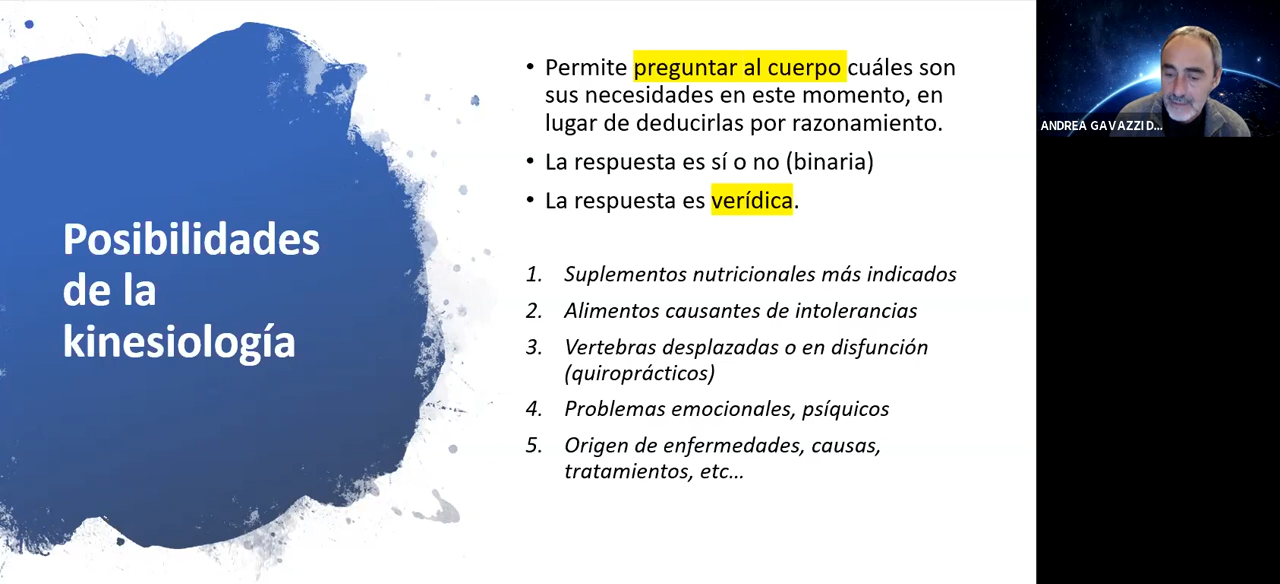 Posibilidades
de la
kinesiología
• Permite preguntar al cuerpo cuáles son
sus necesidades en este momento, en
lugar de deducirlas por razonamiento.
• La respuesta es sí o no (binaria)
• La respuesta es verídica.
1. Suplementos nutricionales más indicados
2. Alimentos causantes de intolerancias
3. Vertebras desplazadas o en disfunción
(quiroprácticos)
4. Problemas emocionales, psíquicos
5. Origen de enfermedades, causas,
tratamientos, etc...
ANDREA GAVAZZI D...